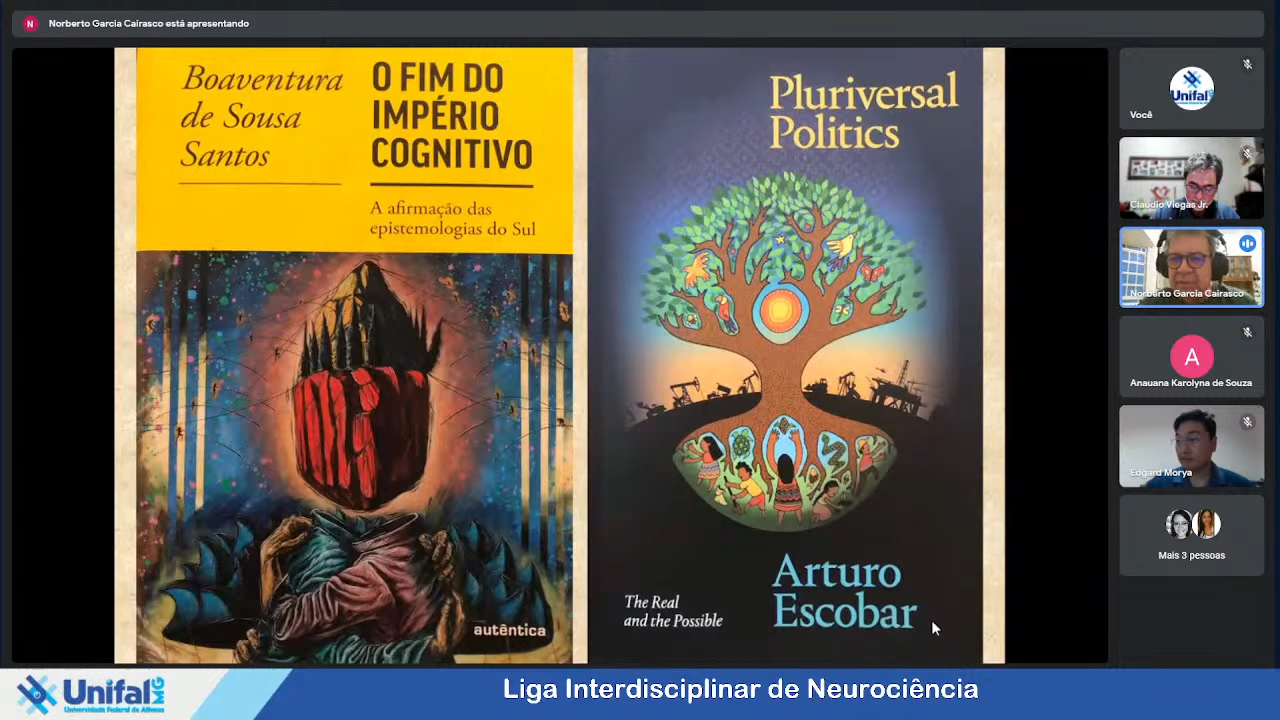 N
Norberto Garcia Cairasco está apresentando
Boaventura
de Sousa
Santos
O FIM DO
IMPÉRIO
COGNITIVO
A afirmação das
epistemologias do Sul
autêntica
Pluriversal
Politics
The Real
and the Possible
Arturo
Escobar
Unifal
Você
Claudio Viegas Jr.
Norberto Garcia Cairasco
A
Anauana Karolyna de Souza
Edgard Morya
Mais 3 pessoas
Unifal MG
Universidade Federal de Alfenas
Liga Interdisciplinar de Neurociência